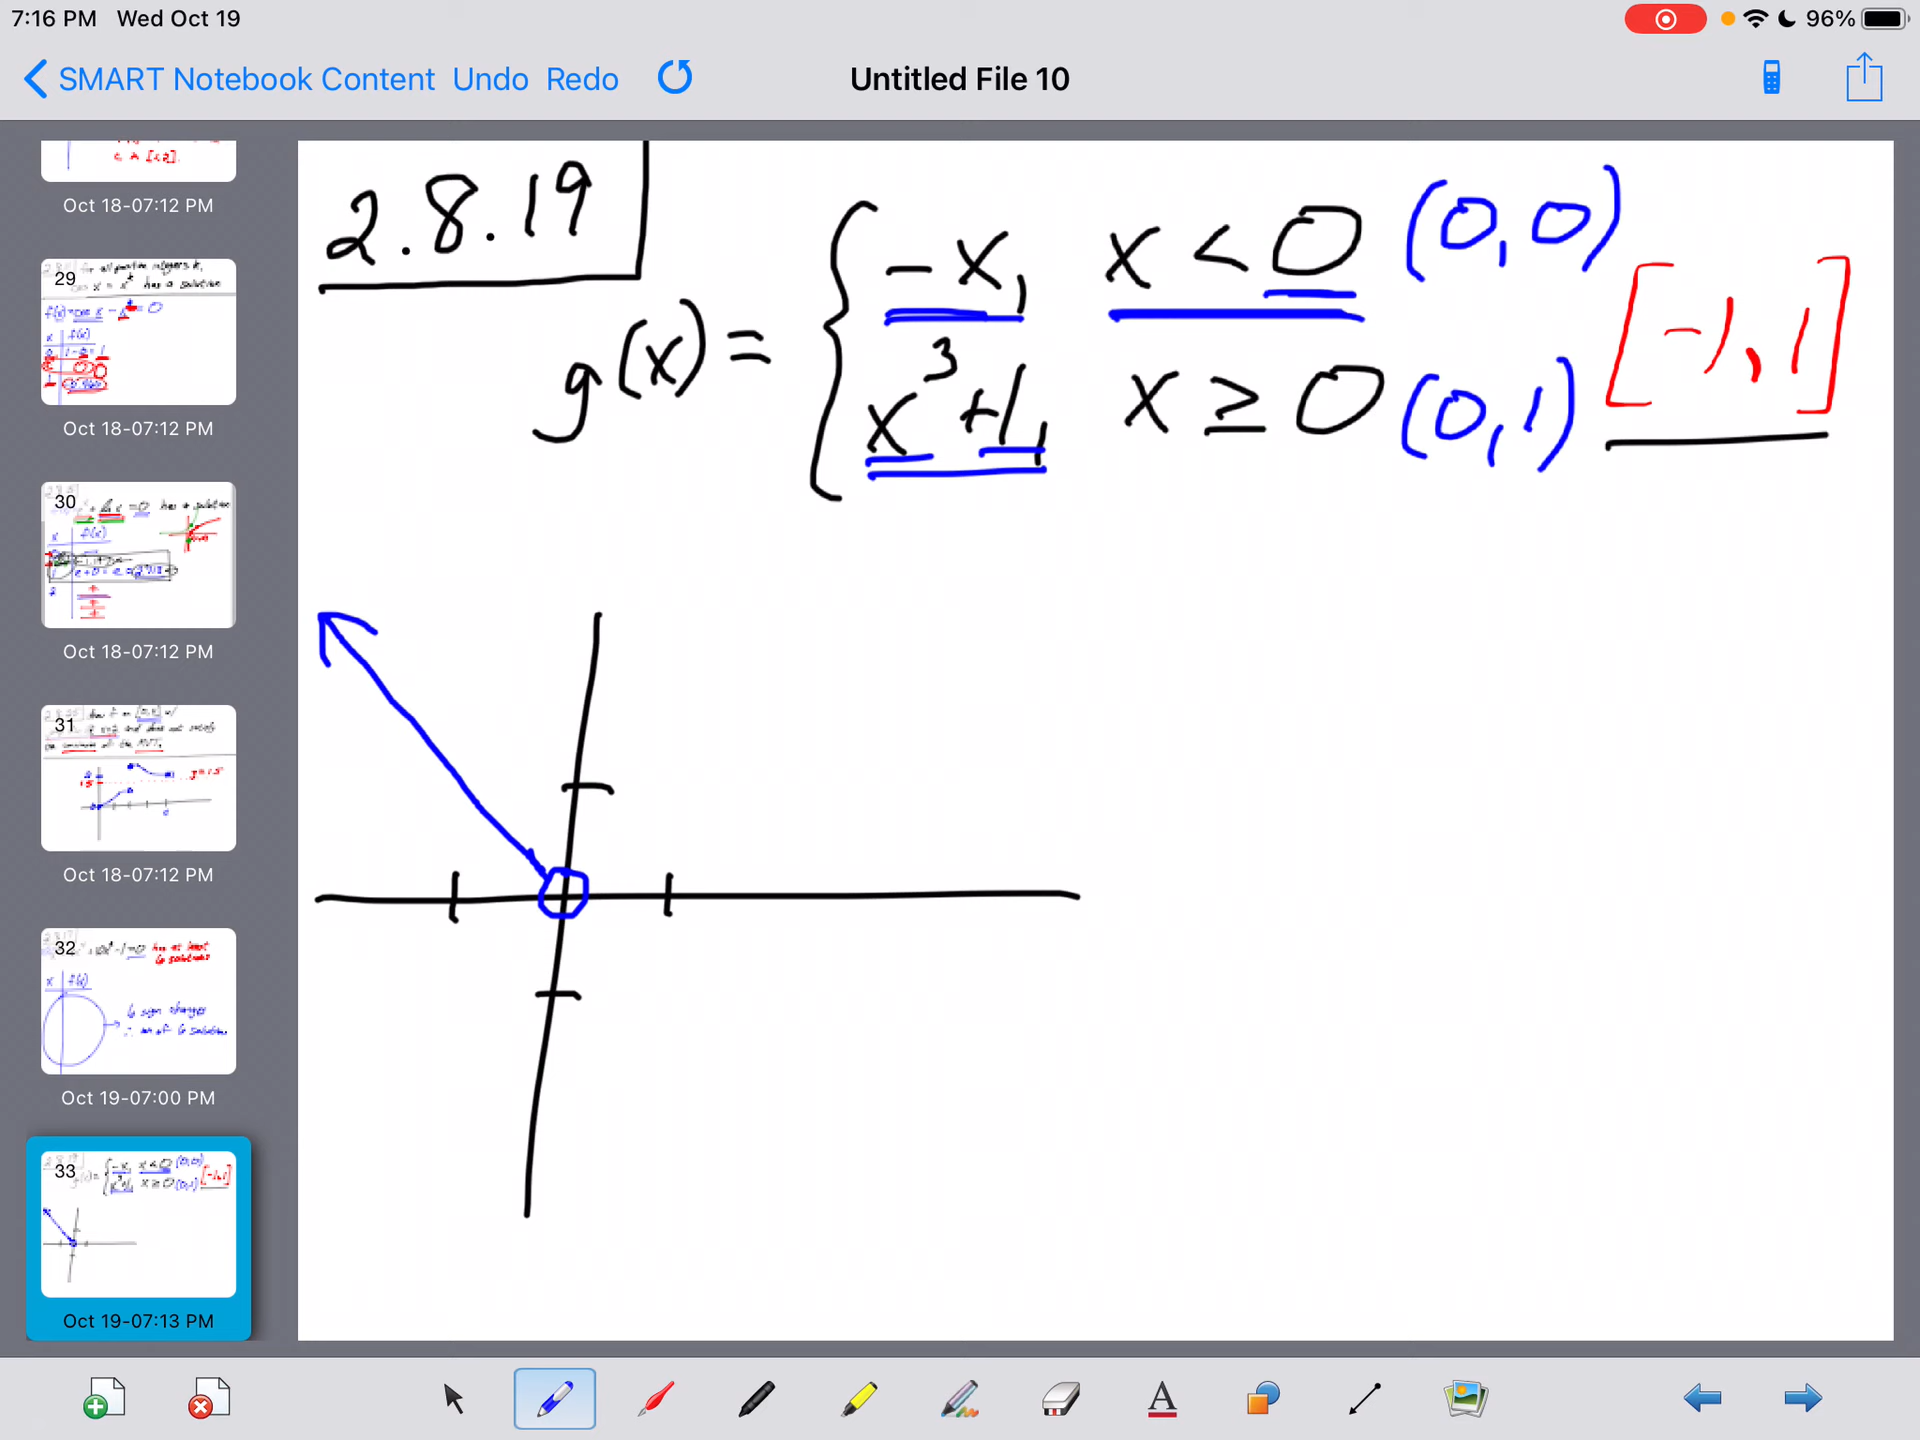 7:16 PM Wed Oct 19
96%
SMART Notebook Content Undo Redo
Untitled File 10
Oct 18-07:12 PM
29
Oct 18-07:12 PM
30
Oct 18-07:12 PM
31
Oct 18-07:12 PM
32
Oct 19-07:00 PM
33
Oct 19-07:13 PM
2.8.19
g(x) = { -x, x < 0 (0,0)
x³+1, x ≥ 0 (0,1)
[-1,1]
A